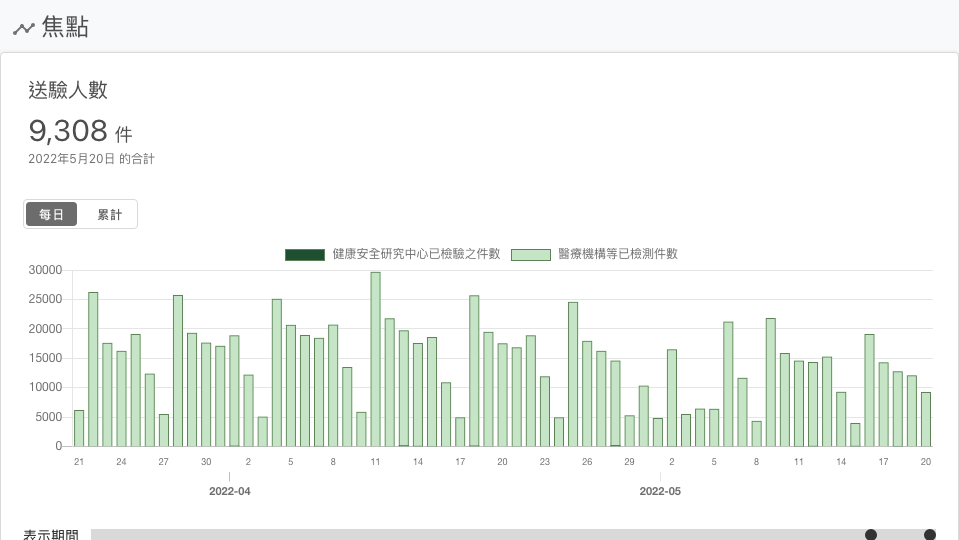 焦點
送驗人數
9,308 件
2022年5月20日 的合計
每日 累計
健康安全研究中心已檢驗之件數 醫療機構等已檢測件數
30000
25000
20000
15000
10000
5000
0
21 24 27 30 2 5 8 11 14 17 20 23 26 29 2 5 8 11 14 17 20
2022-04 2022-05
表示期間